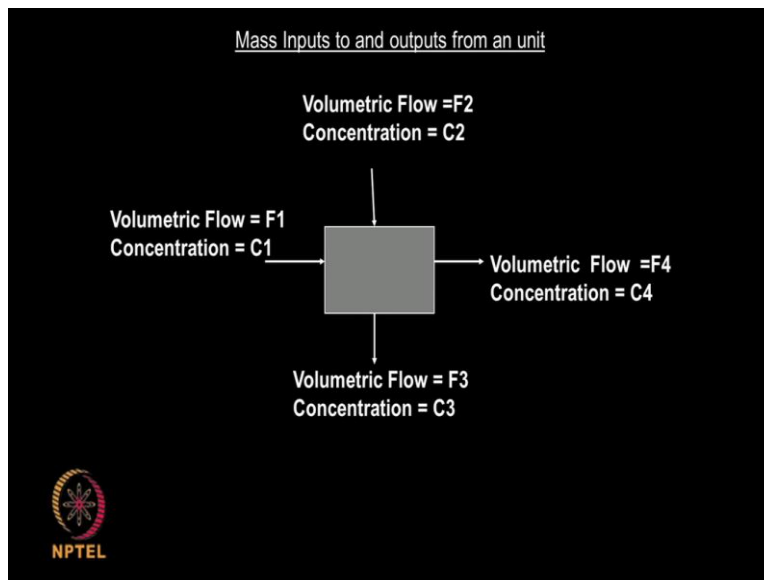 Mass Inputs to and outputs from an unit
Volumetric Flow =F2
Concentration = C2
Volumetric Flow = F1
Concentration = C1
Volumetric Flow =F4
Concentration = C4
Volumetric Flow = F3
Concentration = C3
NPTEL